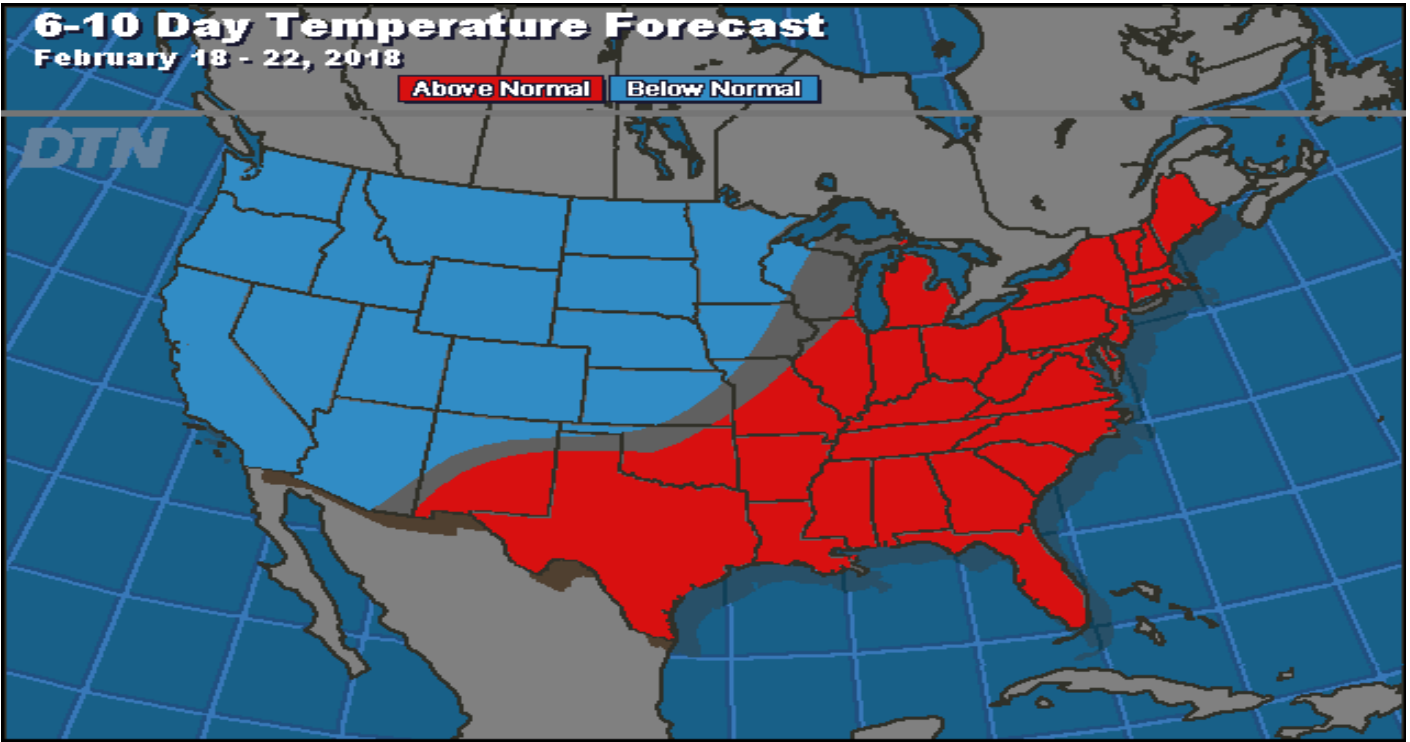 6-10 Day Temperature Forecast
February 18 - 22, 2018
Above Normal Below Normal
DTN